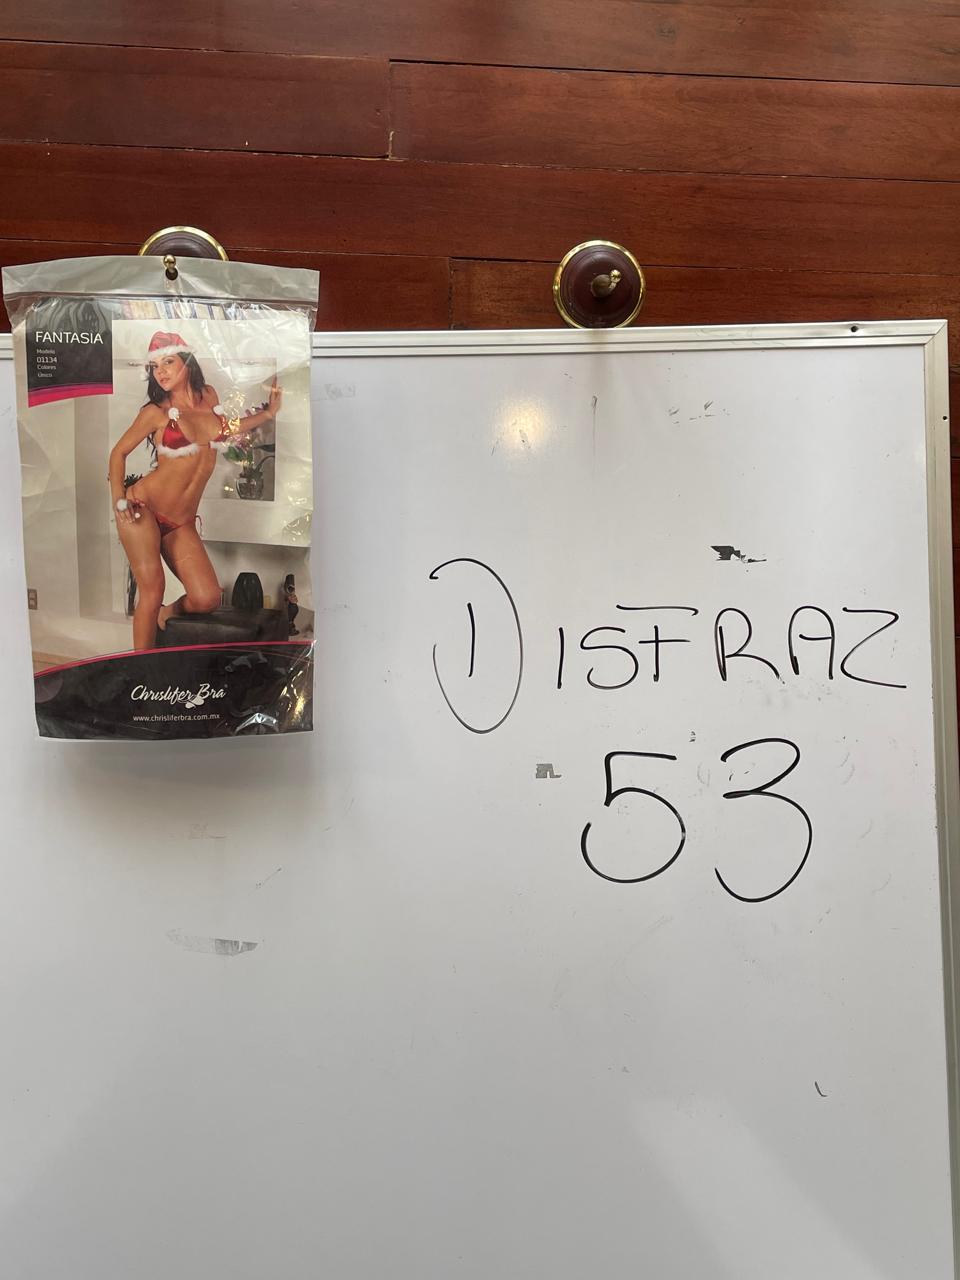 FANTASIA
Modelo
01134
Colores
Único
Chrislifer Bra
www.chrisliferbra.com.mx
DISFRAZ
53